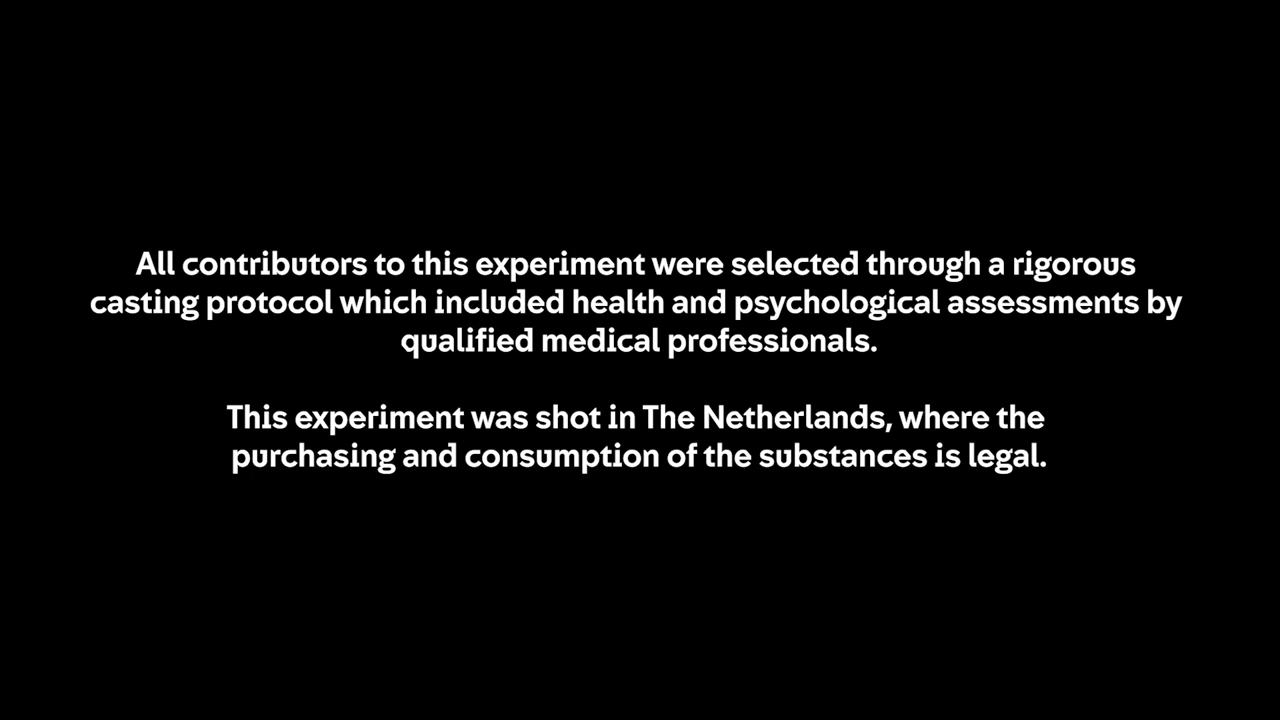 All contributors to this experiment were selected through a rigorous
casting protocol which included health and psychological assessments by
qualified medical professionals.
This experiment was shot in The Netherlands, where the
purchasing and consumption of the substances is legal.